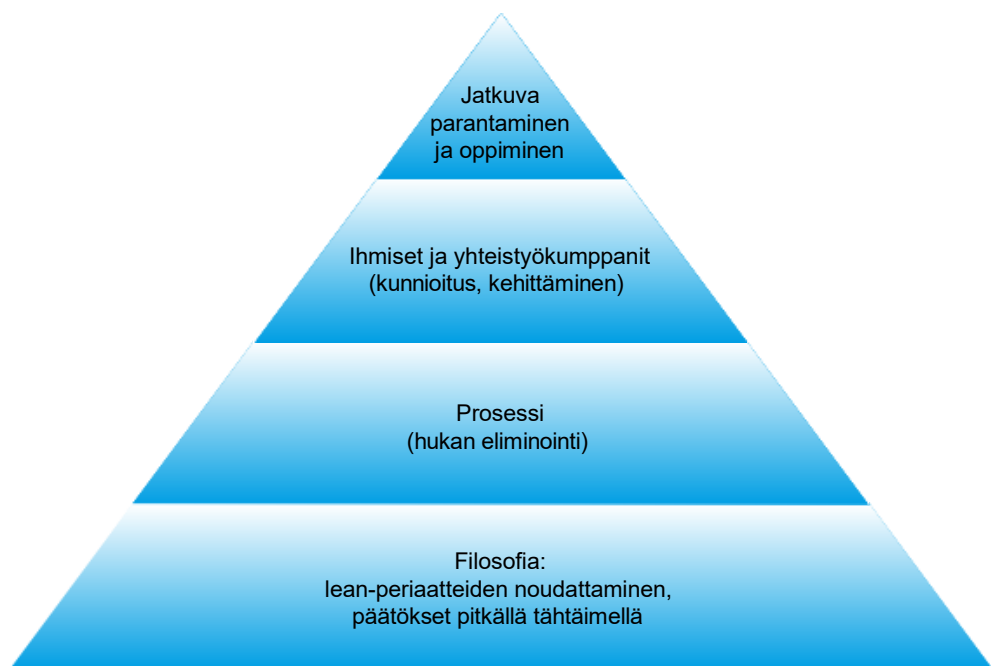 Jatkuva
parantaminen
ja oppiminen
Ihmiset ja yhteistyökumppanit
(kunnioitus, kehittäminen)
Prosessi
(hukan eliminointi)
Filosofia:
lean-periaatteiden noudattaminen,
päätökset pitkällä tähtäimellä